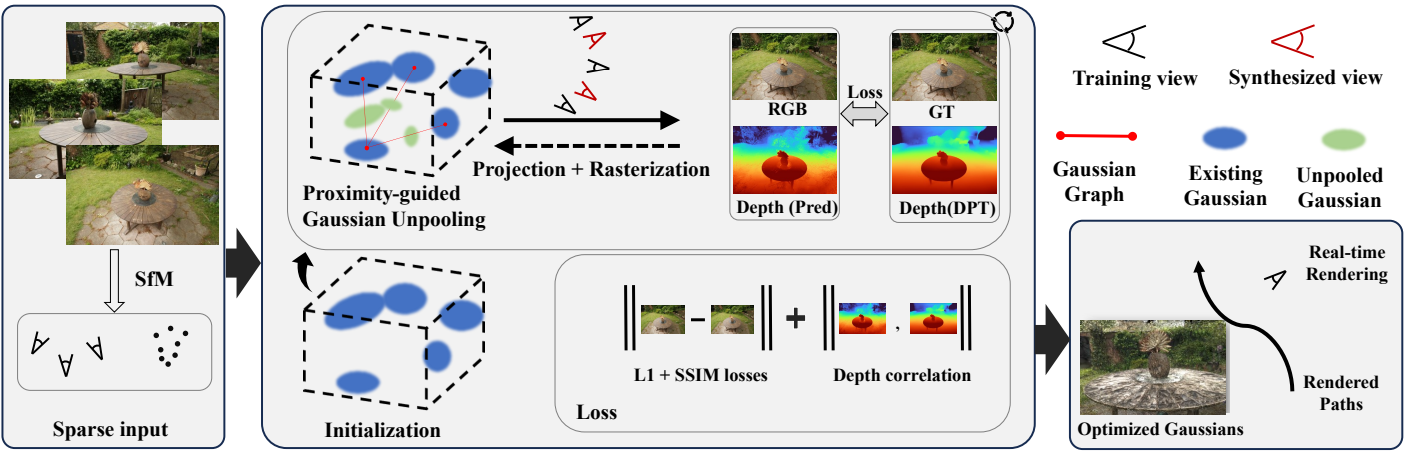 SfM
Sparse input
Proximity-guided
Gaussian Unpooling
Projection + Rasterization
RGB
Loss
GT
Depth (Pred)
Depth(DPT)
Initialization
L1 + SSIM losses
Depth correlation
Loss
Training view
Synthesized view
Gaussian
Graph
Existing
Gaussian
Unpooled
Gaussian
Real-time
Rendering
Rendered
Paths
Optimized Gaussians